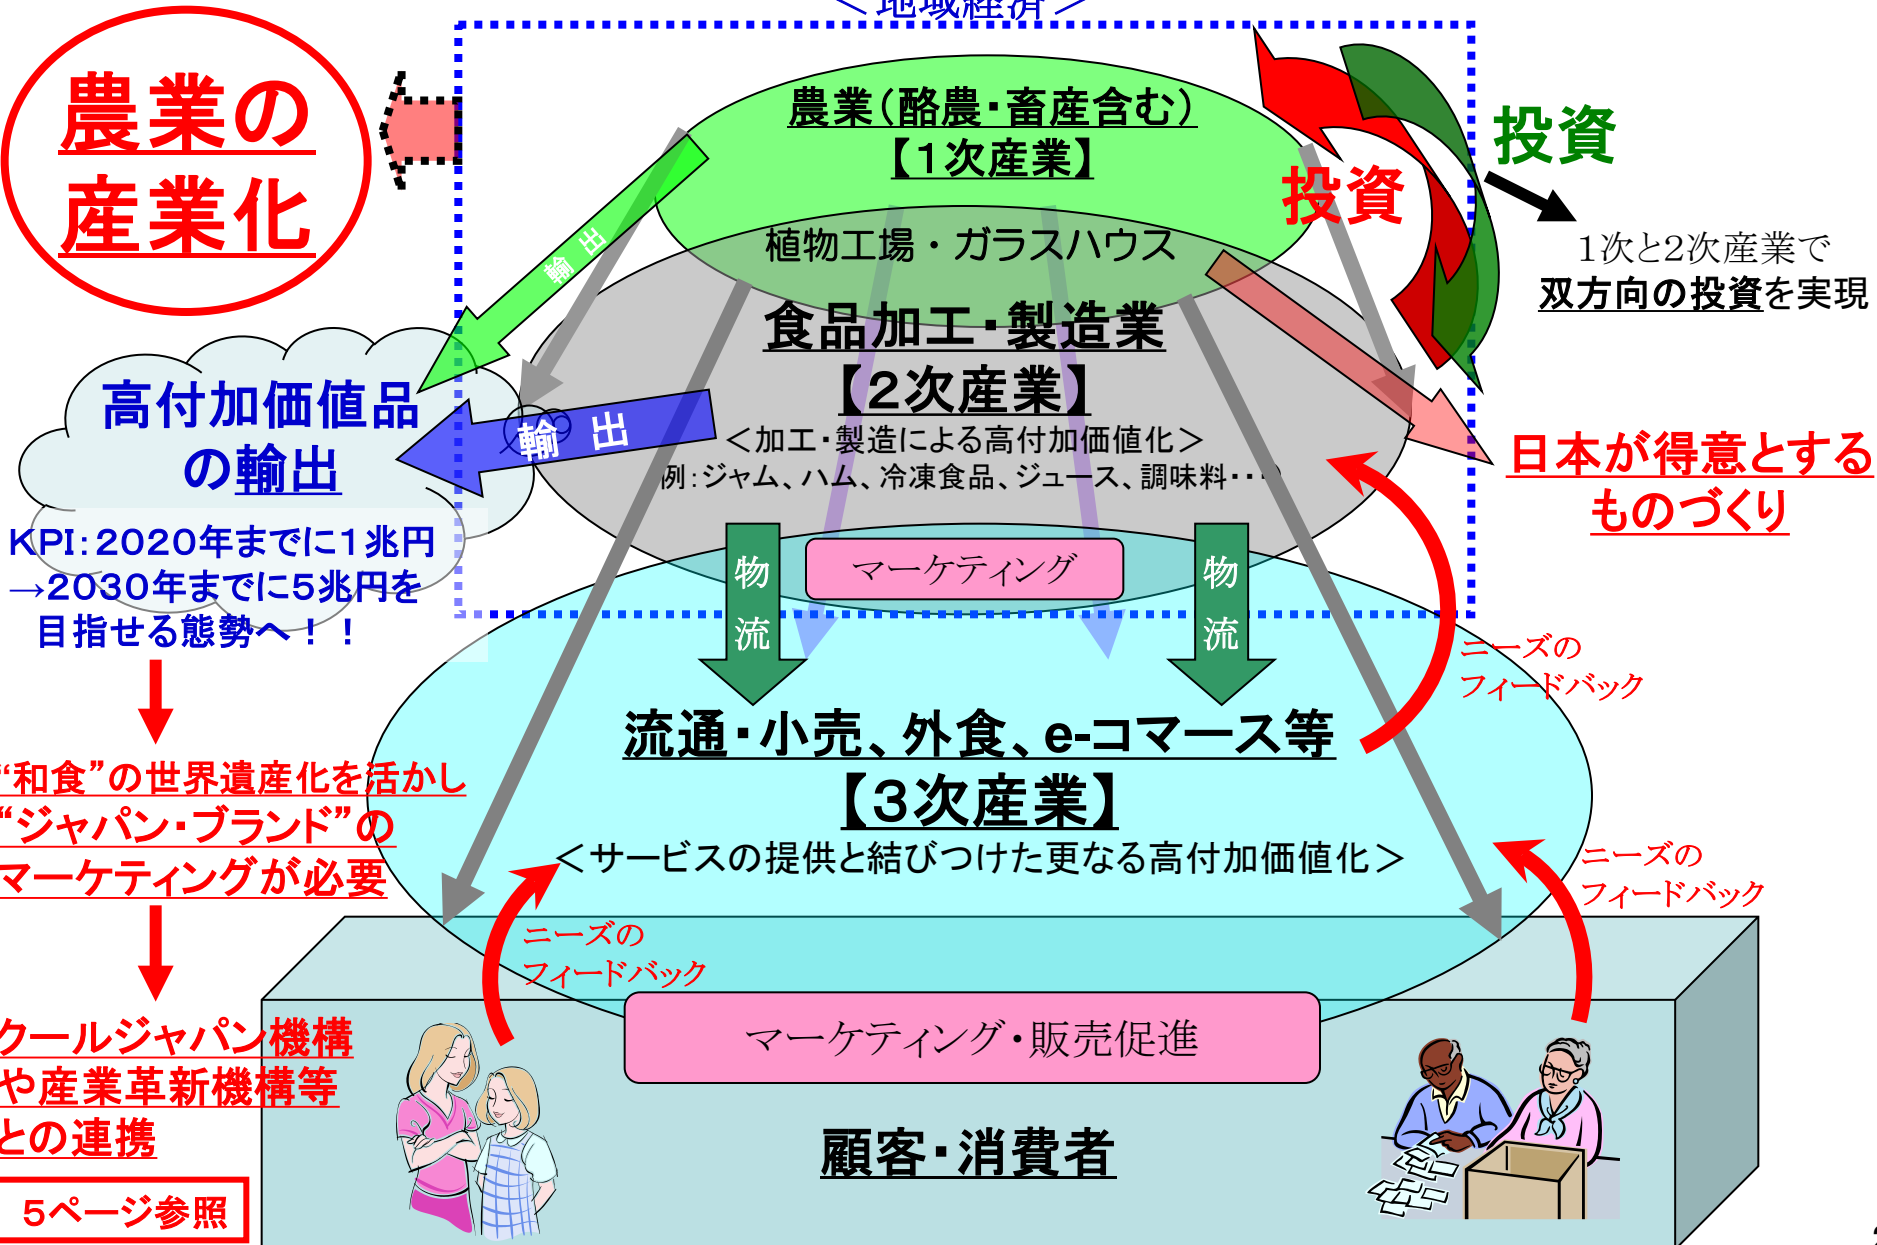 ＜地域経済＞
農業の
産業化
農業（酪農・畜産含む）
【１次産業】
投資
投資
1次と2次産業で
双方向の投資を実現
輸 出
植物工場・ガラスハウス
食品加工・製造業
【２次産業】
＜加工・製造による高付加価値化＞
例：ジャム、ハム、冷凍食品、ジュース、調味料・・・
輸 出
高付加価値品
の輸出
KPI：２０２０年までに１兆円
→２０３０年までに５兆円を
目指せる態勢へ！！
日本が得意とする
ものづくり
物流
マーケティング
物流
ニーズの
フィードバック
流通・小売、外食、e-コマース等
【３次産業】
＜サービスの提供と結びつけた更なる高付加価値化＞
“和食”の世界遺産化を活かし
“ジャパン・ブランド”の
マーケティングが必要
ニーズの
フィードバック
ニーズの
フィードバック
クールジャパン機構
や産業革新機構等
との連携
５ページ参照
マーケティング・販売促進
顧客・消費者